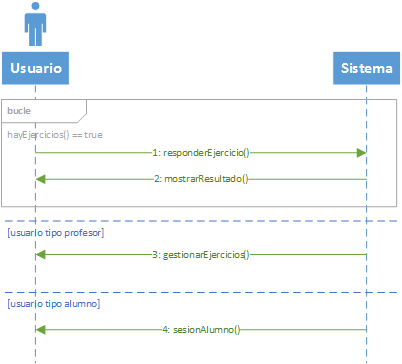 Usuario
Sistema
bucle
hayEjercicios() == true
1: responderEjercicio()
2: mostrarResultado()
[usuario tipo profesor]
3: gestionarEjercicios()
[usuario tipo alumno]
4: sesionAlumno()